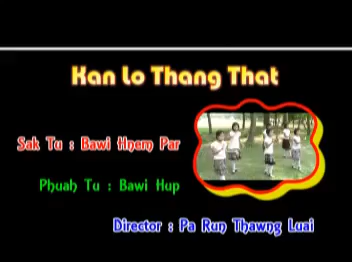 Kan Lo Thang That
Sak Tu : Bawi Hnem Par
Phuah Tu : Bawi Hup
Director : Pa Run Thawng Luai